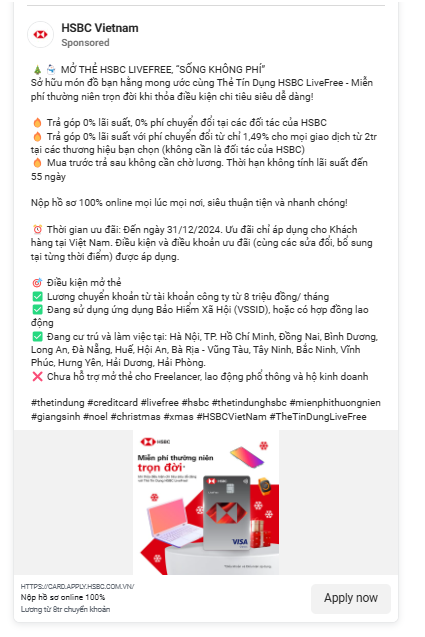 HSBC Vietnam
Sponsored
🎄 ⛄ MỞ THẺ HSBC LIVEFREE, "SỐNG KHÔNG PHÍ"
Sở hữu món đồ bạn hằng mong ước cùng Thẻ Tín Dụng HSBC LiveFree - Miễn
phí thường niên trọn đời khi thỏa điều kiện chi tiêu siêu dễ dàng!
🔥 Trả góp 0% lãi suất, 0% phí chuyển đổi tại các đối tác của HSBC
🔥 Trả góp 0% lãi suất với phí chuyển đổi từ chỉ 1,49% cho mọi giao dịch từ 2tr
tại các thương hiệu bạn chọn (không cần là đối tác của HSBC)
🔥 Mua trước trả sau không cần chờ lương. Thời hạn không tính lãi suất đến
55 ngày
Nộp hồ sơ 100% online mọi lúc mọi nơi, siêu thuận tiện và nhanh chóng!
⏰ Thời gian ưu đãi: Đến ngày 31/12/2024. Ưu đãi chỉ áp dụng cho Khách
hàng tại Việt Nam. Điều kiện và điều khoản ưu đãi (cùng các sửa đổi, bổ sung
tại từng thời điểm) được áp dụng.
🎯 Điều kiện mở thẻ
✅ Lương chuyển khoản từ tài khoản công ty từ 8 triệu đồng/ tháng
✅ Đang sử dụng ứng dụng Bảo Hiểm Xã Hội (VSSID), hoặc có hợp đồng lao
động
✅ Đang cư trú và làm việc tại: Hà Nội, TP. Hồ Chí Minh, Đồng Nai, Bình Dương,
Long An, Đà Nẵng, Huế, Hội An, Bà Rịa - Vũng Tàu, Tây Ninh, Bắc Ninh, Vĩnh
Phúc, Hưng Yên, Hải Dương, Hải Phòng.
❌ Chưa hỗ trợ mở thẻ cho Freelancer, lao động phổ thông và hộ kinh doanh
#thetindung #creditcard #livefree #hsbc #thetindunghsbc #mienphithuongnien
#giangsinh #noel #christmas #xmas #HSBCVietNam #TheTinDungLiveFree
HSBC
Miễn phí thường niên
trọn đời*
HSBC
VISA
HTTPS://CARD.APPLY.HSBC.COM.VN/
Nộp hồ sơ online 100%
Lương từ 8tr chuyển khoản
Apply now